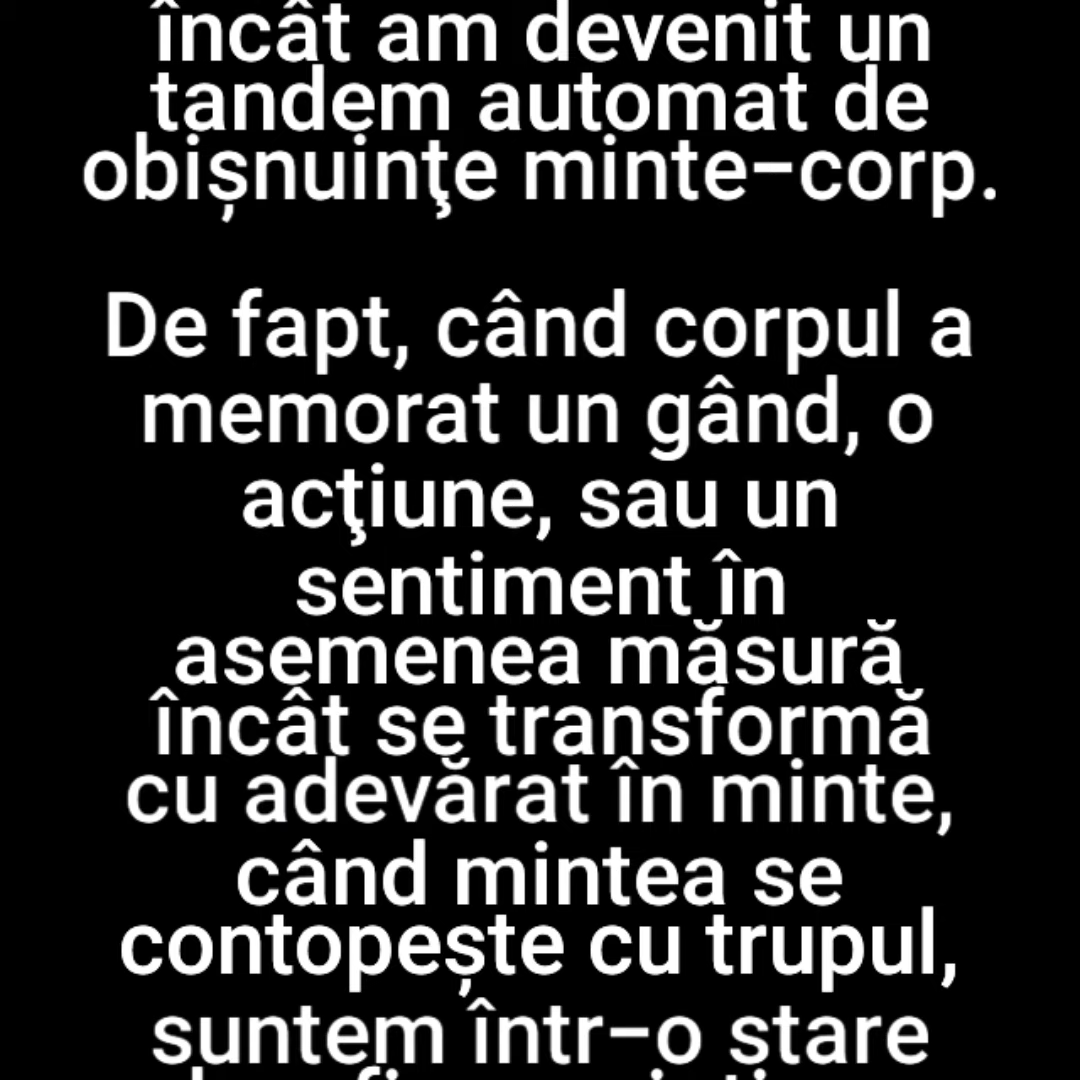 încât am devenit un
tandem automat de
obișnuinţe minte-corp.
De fapt, când corpul a
memorat un gând, o
acţiune, sau un
sentiment în
asemenea măsură
încât se transformă
cu adevărat în minte,
când mintea se
contopește cu trupul,
suntem într-o stare